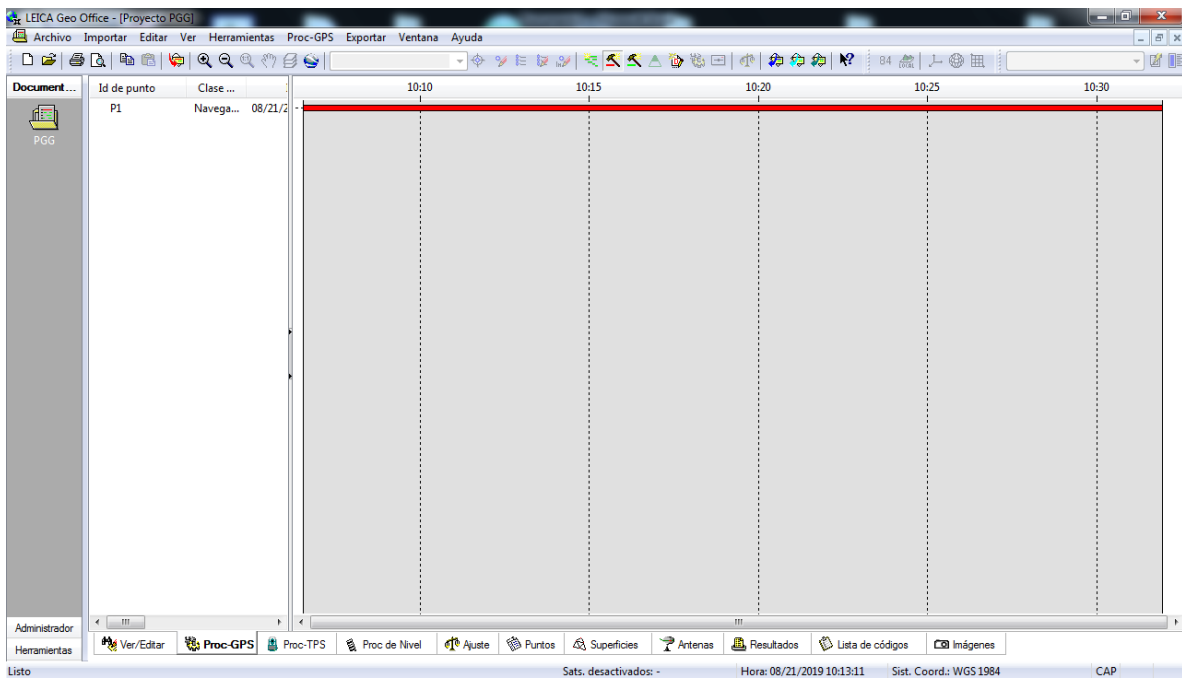 LEICA Geo Office - [Proyecto PGG]
Archivo Importar Editar Ver Herramientas Proc-GPS Exportar Ventana Ayuda
84
LOCAL
Document...
Id de punto Clase ...
10:10 10:15 10:20 10:25 10:30
P1 Navega... 08/21/2
PGG
Administrador
Herramientas
Ver/Editar Proc-GPS Proc-TPS Proc de Nivel Ajuste Puntos Superficies Antenas Resultados Lista de códigos Imágenes
Listo Sats. desactivados: - Hora: 08/21/2019 10:13:11 Sist. Coord.: WGS 1984 CAP